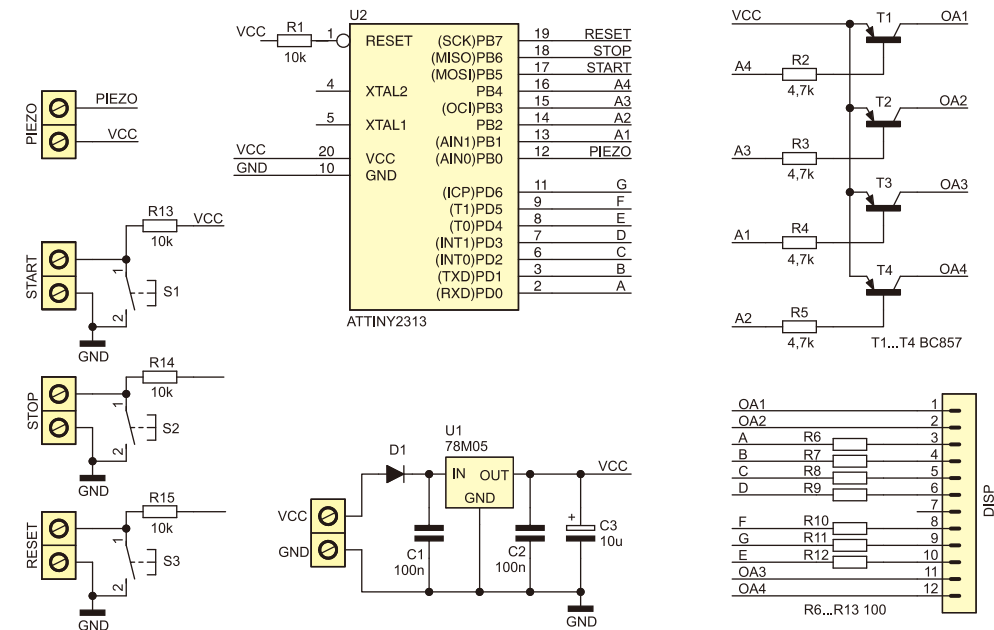 PIEZO
PIEZO
VCC
START
R13
10k
VCC
1
2
S1
GND
STOP
R14
10k
1
2
S2
GND
RESET
R15
10k
1
2
S3
GND
U2
VCC
R1
10k
1
RESET
4
XTAL2
5
XTAL1
VCC
20
VCC
GND
10
GND
(SCK)PB7
19
RESET
(MISO)PB6
18
STOP
(MOSI)PB5
17
START
PB4
16
A4
(OCI)PB3
15
A3
PB2
14
A2
(AIN1)PB1
13
A1
(AIN0)PB0
12
PIEZO
(ICP)PD6
11
G
(T1)PD5
9
F
(T0)PD4
8
E
(INT1)PD3
7
D
(INT0)PD2
6
C
(TXD)PD1
3
B
(RXD)PD0
2
A
ATTINY2313
VCC
GND
D1
U1
78M05
IN
OUT
GND
VCC
C1
100n
C2
100n
+
C3
10u
GND
VCC
T1
OA1
A4
R2
4,7k
T2
OA2
A3
R3
4,7k
T3
OA3
A1
R4
4,7k
T4
OA4
A2
R5
4,7k
T1...T4 BC857
OA1
1
OA2
2
A
R6
3
B
R7
4
C
R8
5
D
R9
6
7
F
R10
8
G
R11
9
E
R12
10
OA3
11
OA4
12
DISP
R6...R13 100